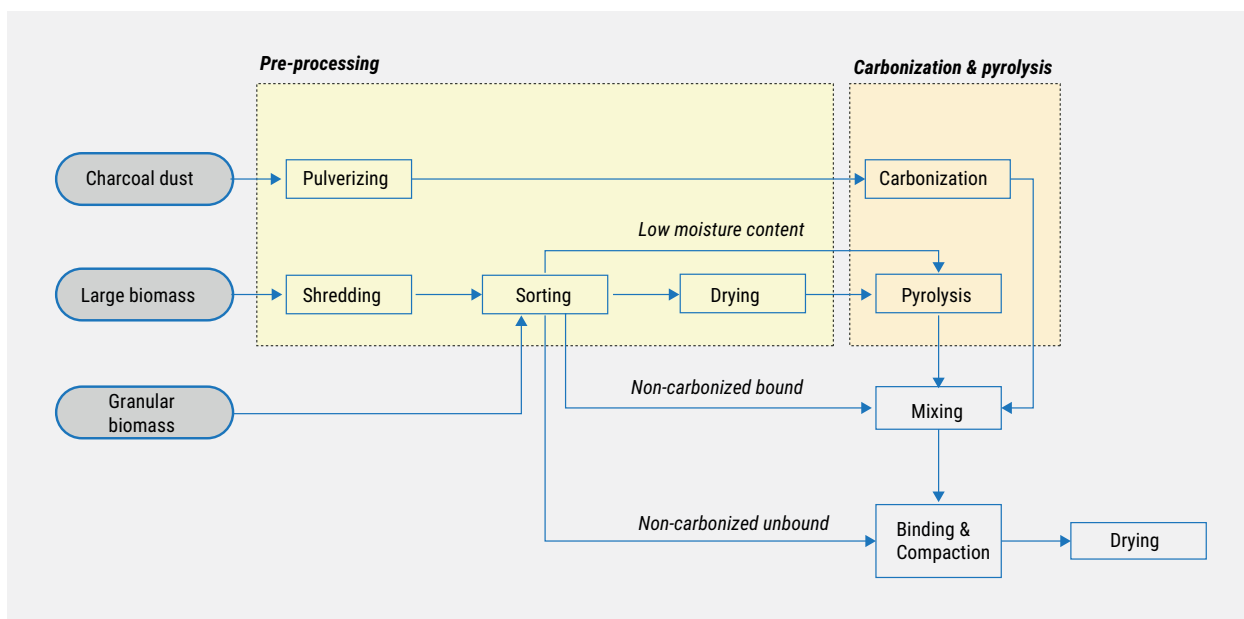 Pre-processing
Carbonization & pyrolysis
Charcoal dust
Pulverizing
Carbonization
Low moisture content
Large biomass
Shredding
Sorting
Drying
Pyrolysis
Non-carbonized bound
Granular
biomass
Mixing
Non-carbonized unbound
Binding &
Compaction
Drying